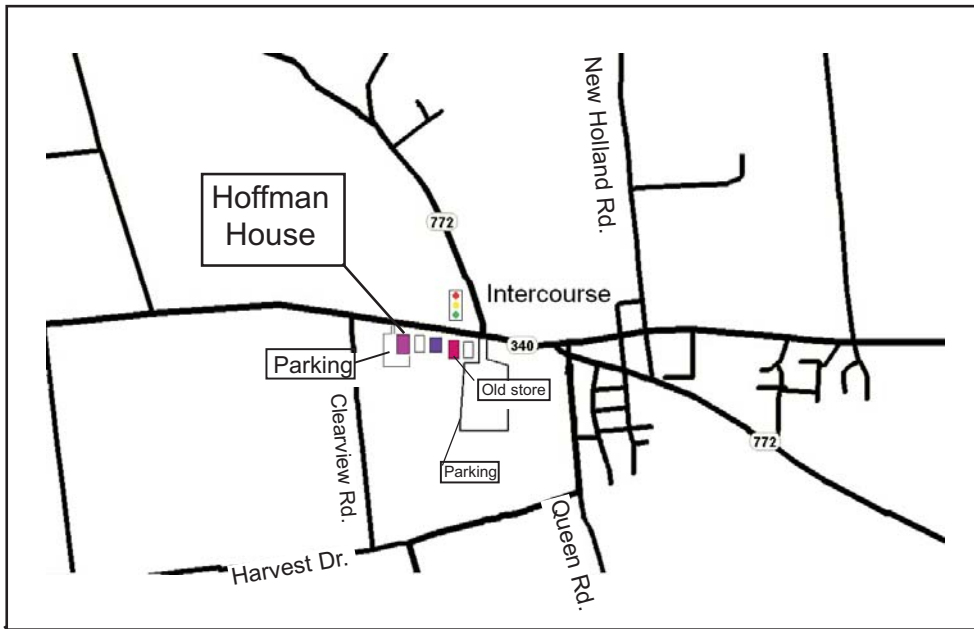 New Holland Rd.
Hoffman
House
772
Intercourse
340
Parking
Old store
Clearview Rd.
772
Parking
Queen Rd.
Harvest Dr.